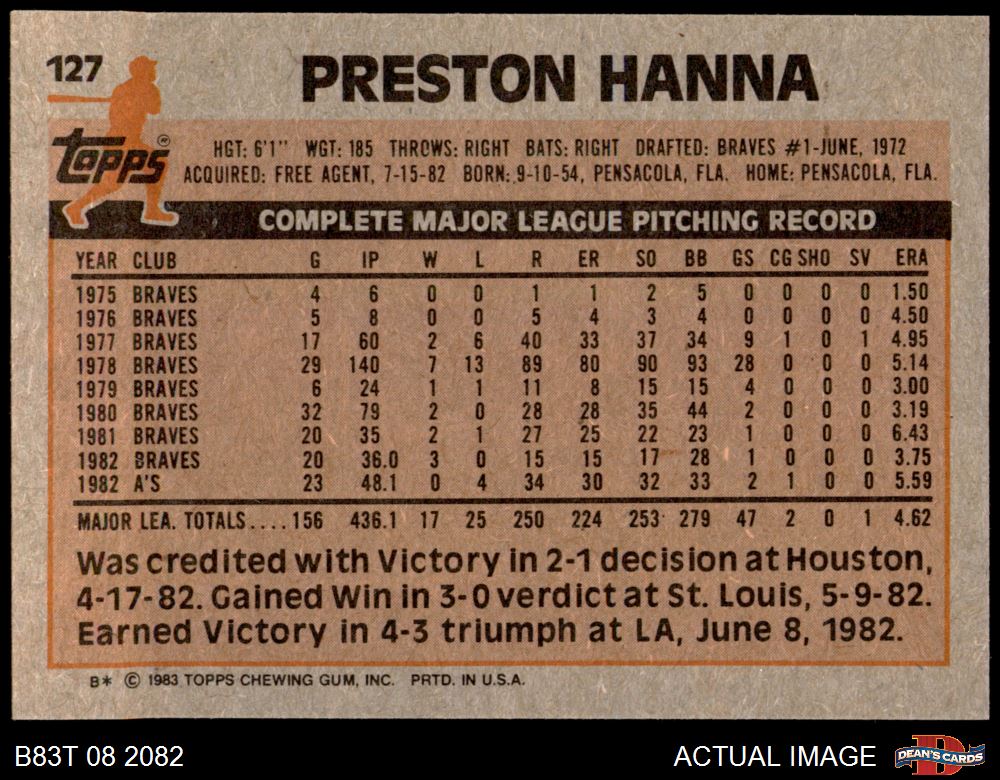 127
PRESTON HANNA
topps®
HGT: 6'1" WGT: 185 THROWS: RIGHT BATS: RIGHT DRAFTED: BRAVES #1-JUNE, 1972
ACQUIRED: FREE AGENT, 7-15-82 BORN: 9-10-54, PENSACOLA, FLA. HOME: PENSACOLA, FLA.
COMPLETE MAJOR LEAGUE PITCHING RECORD
YEAR CLUB G IP W L R ER SO BB GS CG SHO SV ERA
1975 BRAVES 4 6 0 0 1 1 2 5 0 0 0 0 1.50
1976 BRAVES 5 8 0 0 5 4 3 4 0 0 0 0 4.50
1977 BRAVES 17 60 2 6 40 33 37 34 9 1 0 1 4.95
1978 BRAVES 29 140 7 13 89 80 90 93 28 0 0 0 5.14
1979 BRAVES 6 24 1 1 11 8 15 15 4 0 0 0 3.00
1980 BRAVES 32 79 2 0 28 28 35 44 2 0 0 0 3.19
1981 BRAVES 20 35 2 1 27 25 22 23 1 0 0 0 6.43
1982 BRAVES 20 36.0 3 0 15 15 17 28 1 0 0 0 3.75
1982 A'S 23 48.1 0 4 34 30 32 33 2 1 0 0 5.59
MAJOR LEA. TOTALS....156 436.1 17 25 250 224 253 279 47 2 0 1 4.62
Was credited with Victory in 2-1 decision at Houston,
4-17-82. Gained Win in 3-0 verdict at St. Louis, 5-9-82.
Earned Victory in 4-3 triumph at LA, June 8, 1982.
B* © 1983 TOPPS CHEWING GUM, INC. PRTD. IN U.S.A.
B83T 08 2082
ACTUAL IMAGE
D
DEAN'S CARDS